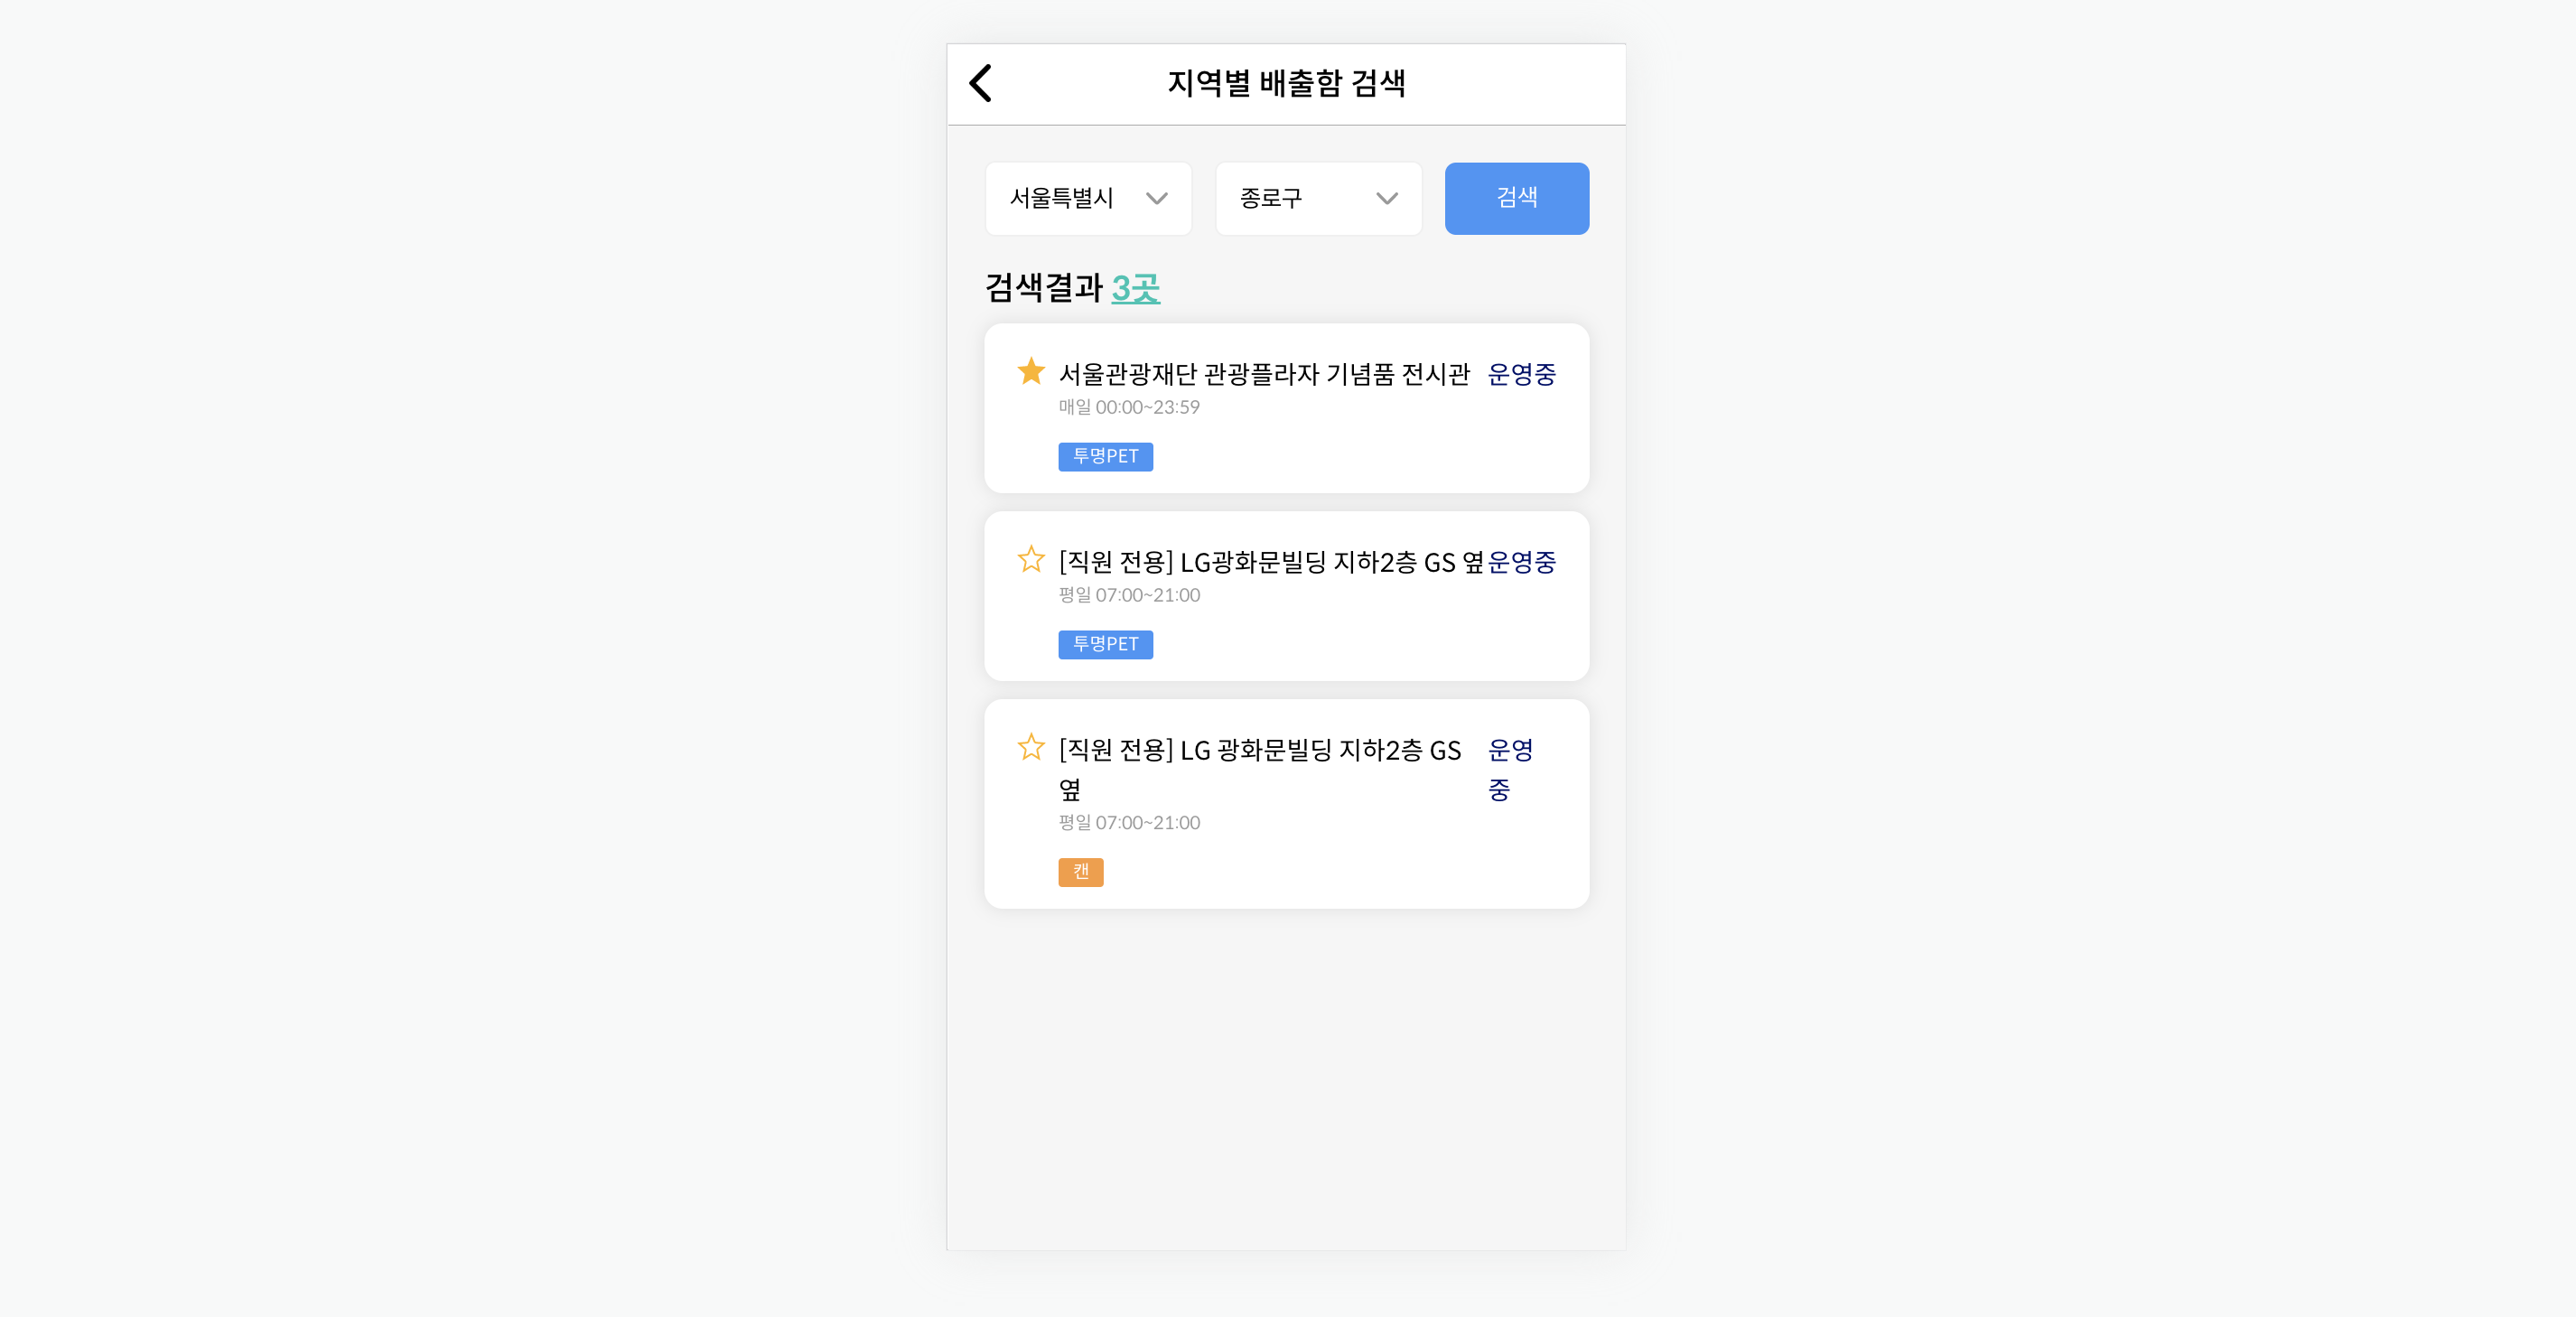 지역별 배출함 검색
서울특별시 종로구 검색
검색결과 3곳
서울관광재단 관광플라자 기념품 전시관 운영중
매일 00:00~23:59
투명PET
[직원 전용] LG광화문빌딩 지하2층 GS 옆 운영중
평일 07:00~21:00
투명PET
[직원 전용] LG 광화문빌딩 지하2층 GS 운영
옆 중
평일 07:00~21:00
캔